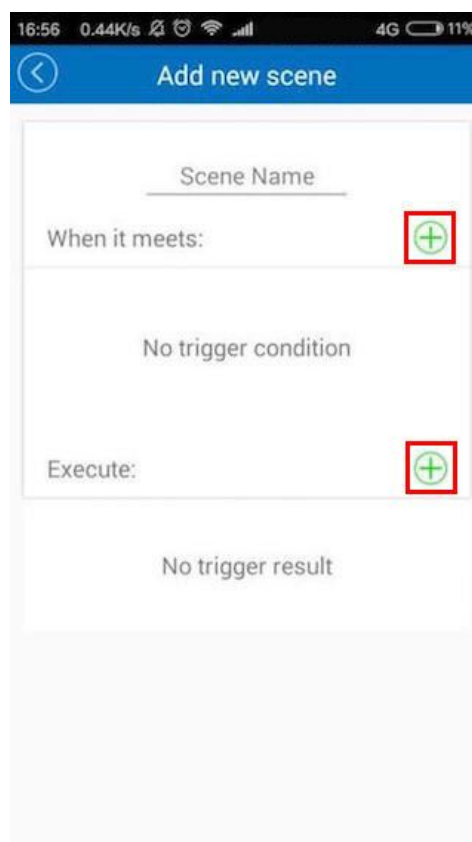 16:56 0.44K/s 4G 11%
Add new scene
Scene Name
When it meets:
No trigger condition
Execute:
No trigger result